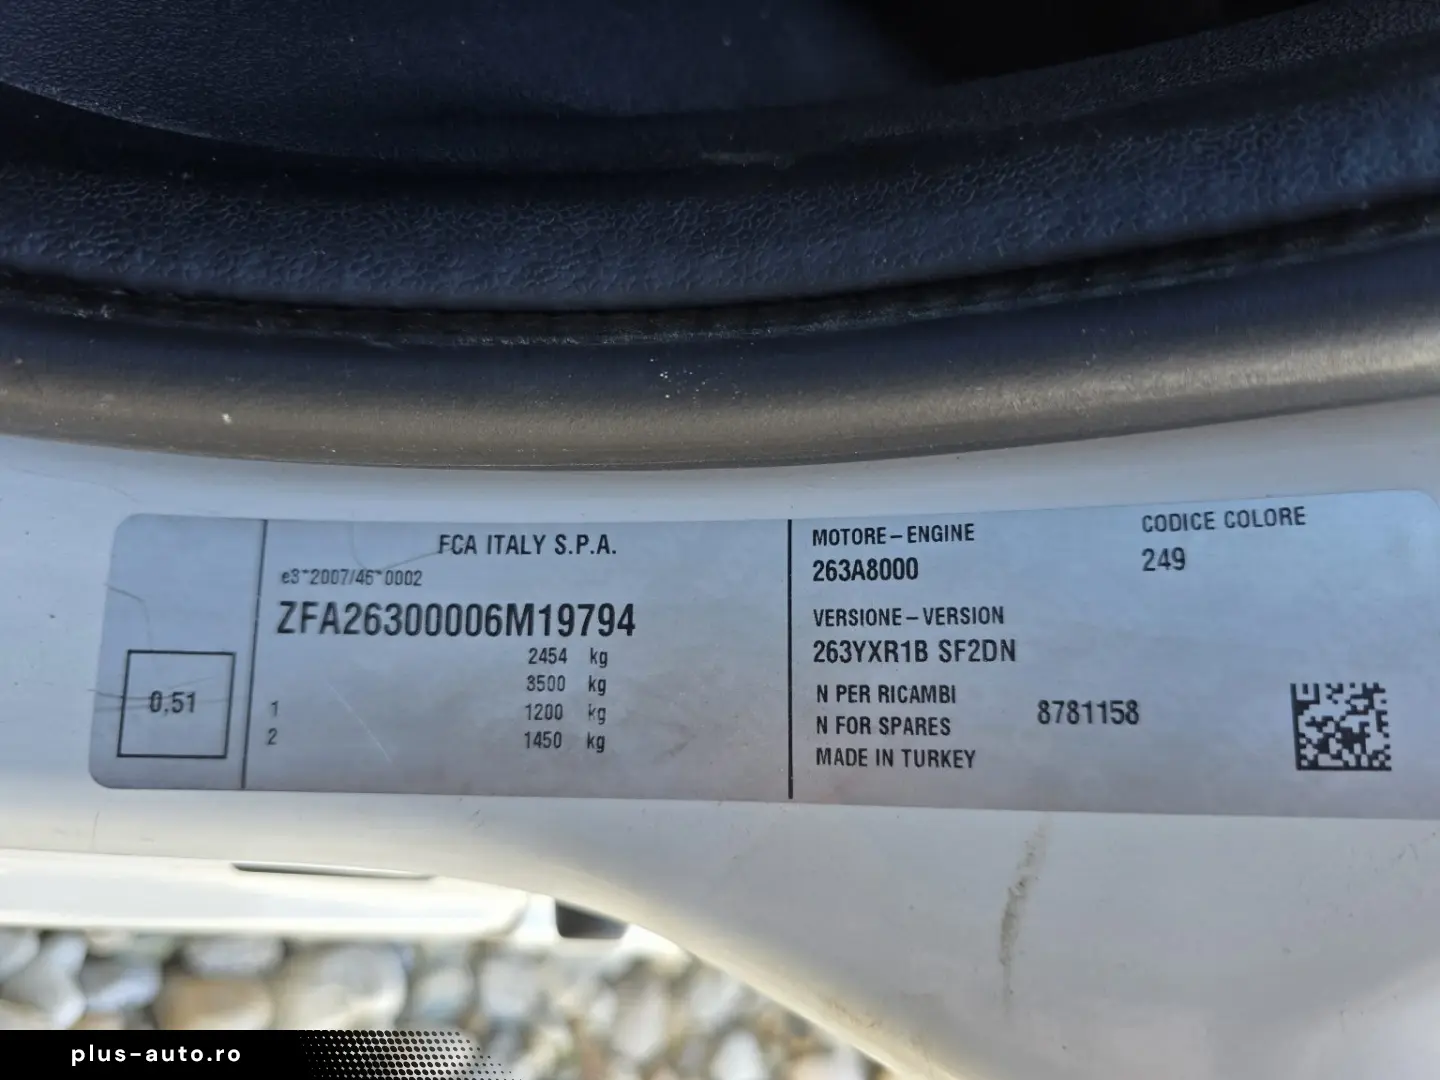 FCA ITALY S.P.A.
e3*2007/46*0002
ZFA26300006M19794
2454 kg
3500 kg
1 1200 kg
2 1450 kg
0,51
MOTORE-ENGINE
263A8000
VERSIONE-VERSION
263YXR1B SF2DN
N PER RICAMBI
N FOR SPARES 8781158
MADE IN TURKEY
CODICE COLORE
249
plus-auto.ro